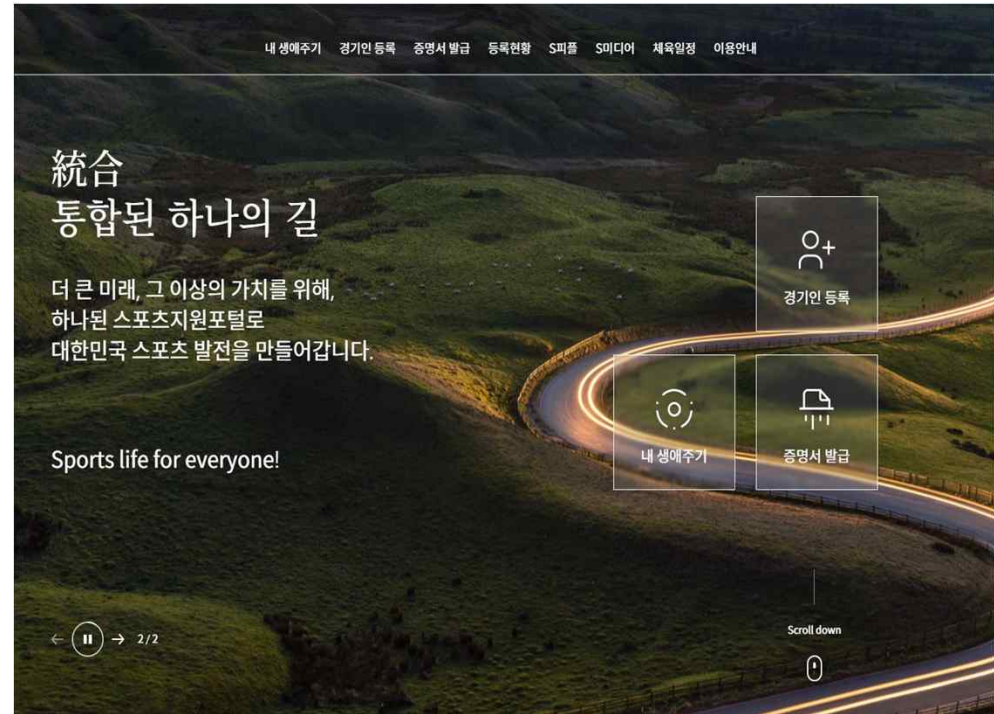 내 생애주기 경기인 등록 증명서 발급 등록현황 S피플 S미디어 체육일정 이용안내
統合
통합된 하나의 길
더 큰 미래, 그 이상의 가치를 위해,
하나된 스포츠지원포털로
대한민국 스포츠 발전을 만들어갑니다.
Sports life for everyone!
경기인 등록
내 생애주기
증명서 발급
2/2
Scroll down